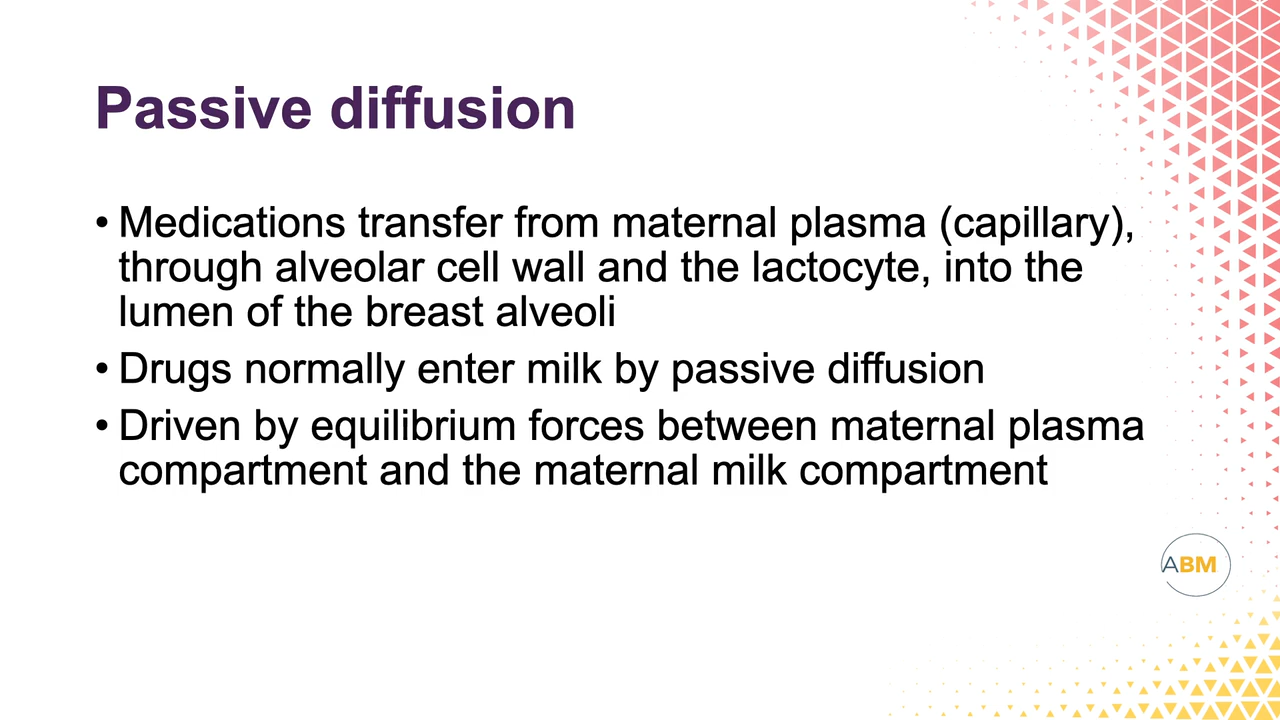 Passive diffusion
• Medications transfer from maternal plasma (capillary),
through alveolar cell wall and the lactocyte, into the
lumen of the breast alveoli
• Drugs normally enter milk by passive diffusion
• Driven by equilibrium forces between maternal plasma
compartment and the maternal milk compartment
ABM